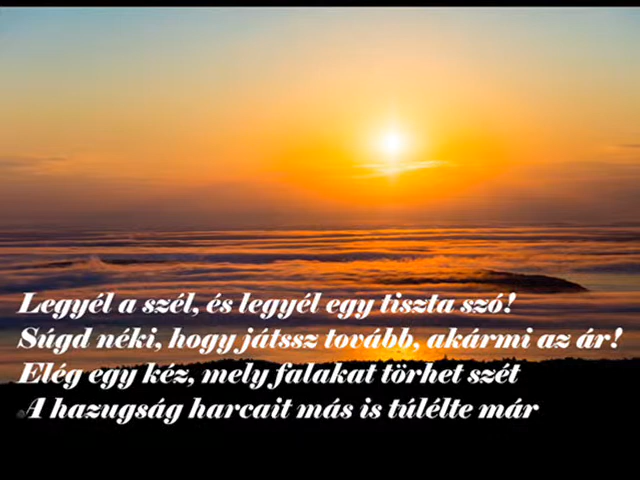 Legyél a szél, és legyél egy tiszta szó!
Súgd néki, hogy játssz tovább, akármi az ár!
Elég egy kéz, mely falakat törhet szét
A hazugság harcait más is túlélte már